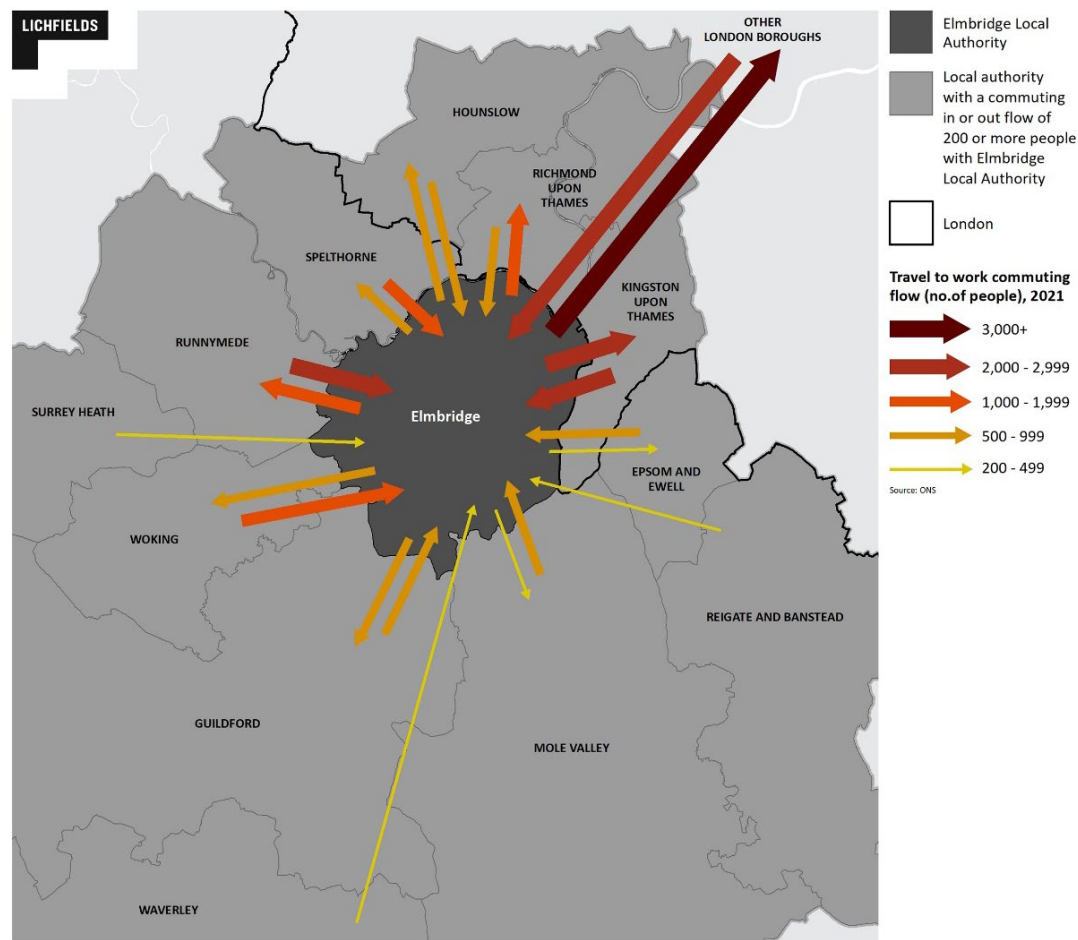 LICHFIELDS
OTHER
LONDON BOROUGHS
HOUNSLOW
RICHMOND
UPON
THAMES
SPELTHORNE
KINGSTON
UPON
THAMES
RUNNYMEDE
SURREY HEATH
Elmbridge
EPSOM AND
EWELL
WOKING
REIGATE AND BANSTEAD
GUILDFORD
MOLE VALLEY
WAVERLEY
Elmbridge Local
Authority
Local authority
with a commuting
in or out flow of
200 or more people
with Elmbridge
Local Authority
London
Travel to work commuting
flow (no.of people), 2021
3,000+
2,000 - 2,999
1,000 - 1,999
500 - 999
200 - 499
Source: ONS